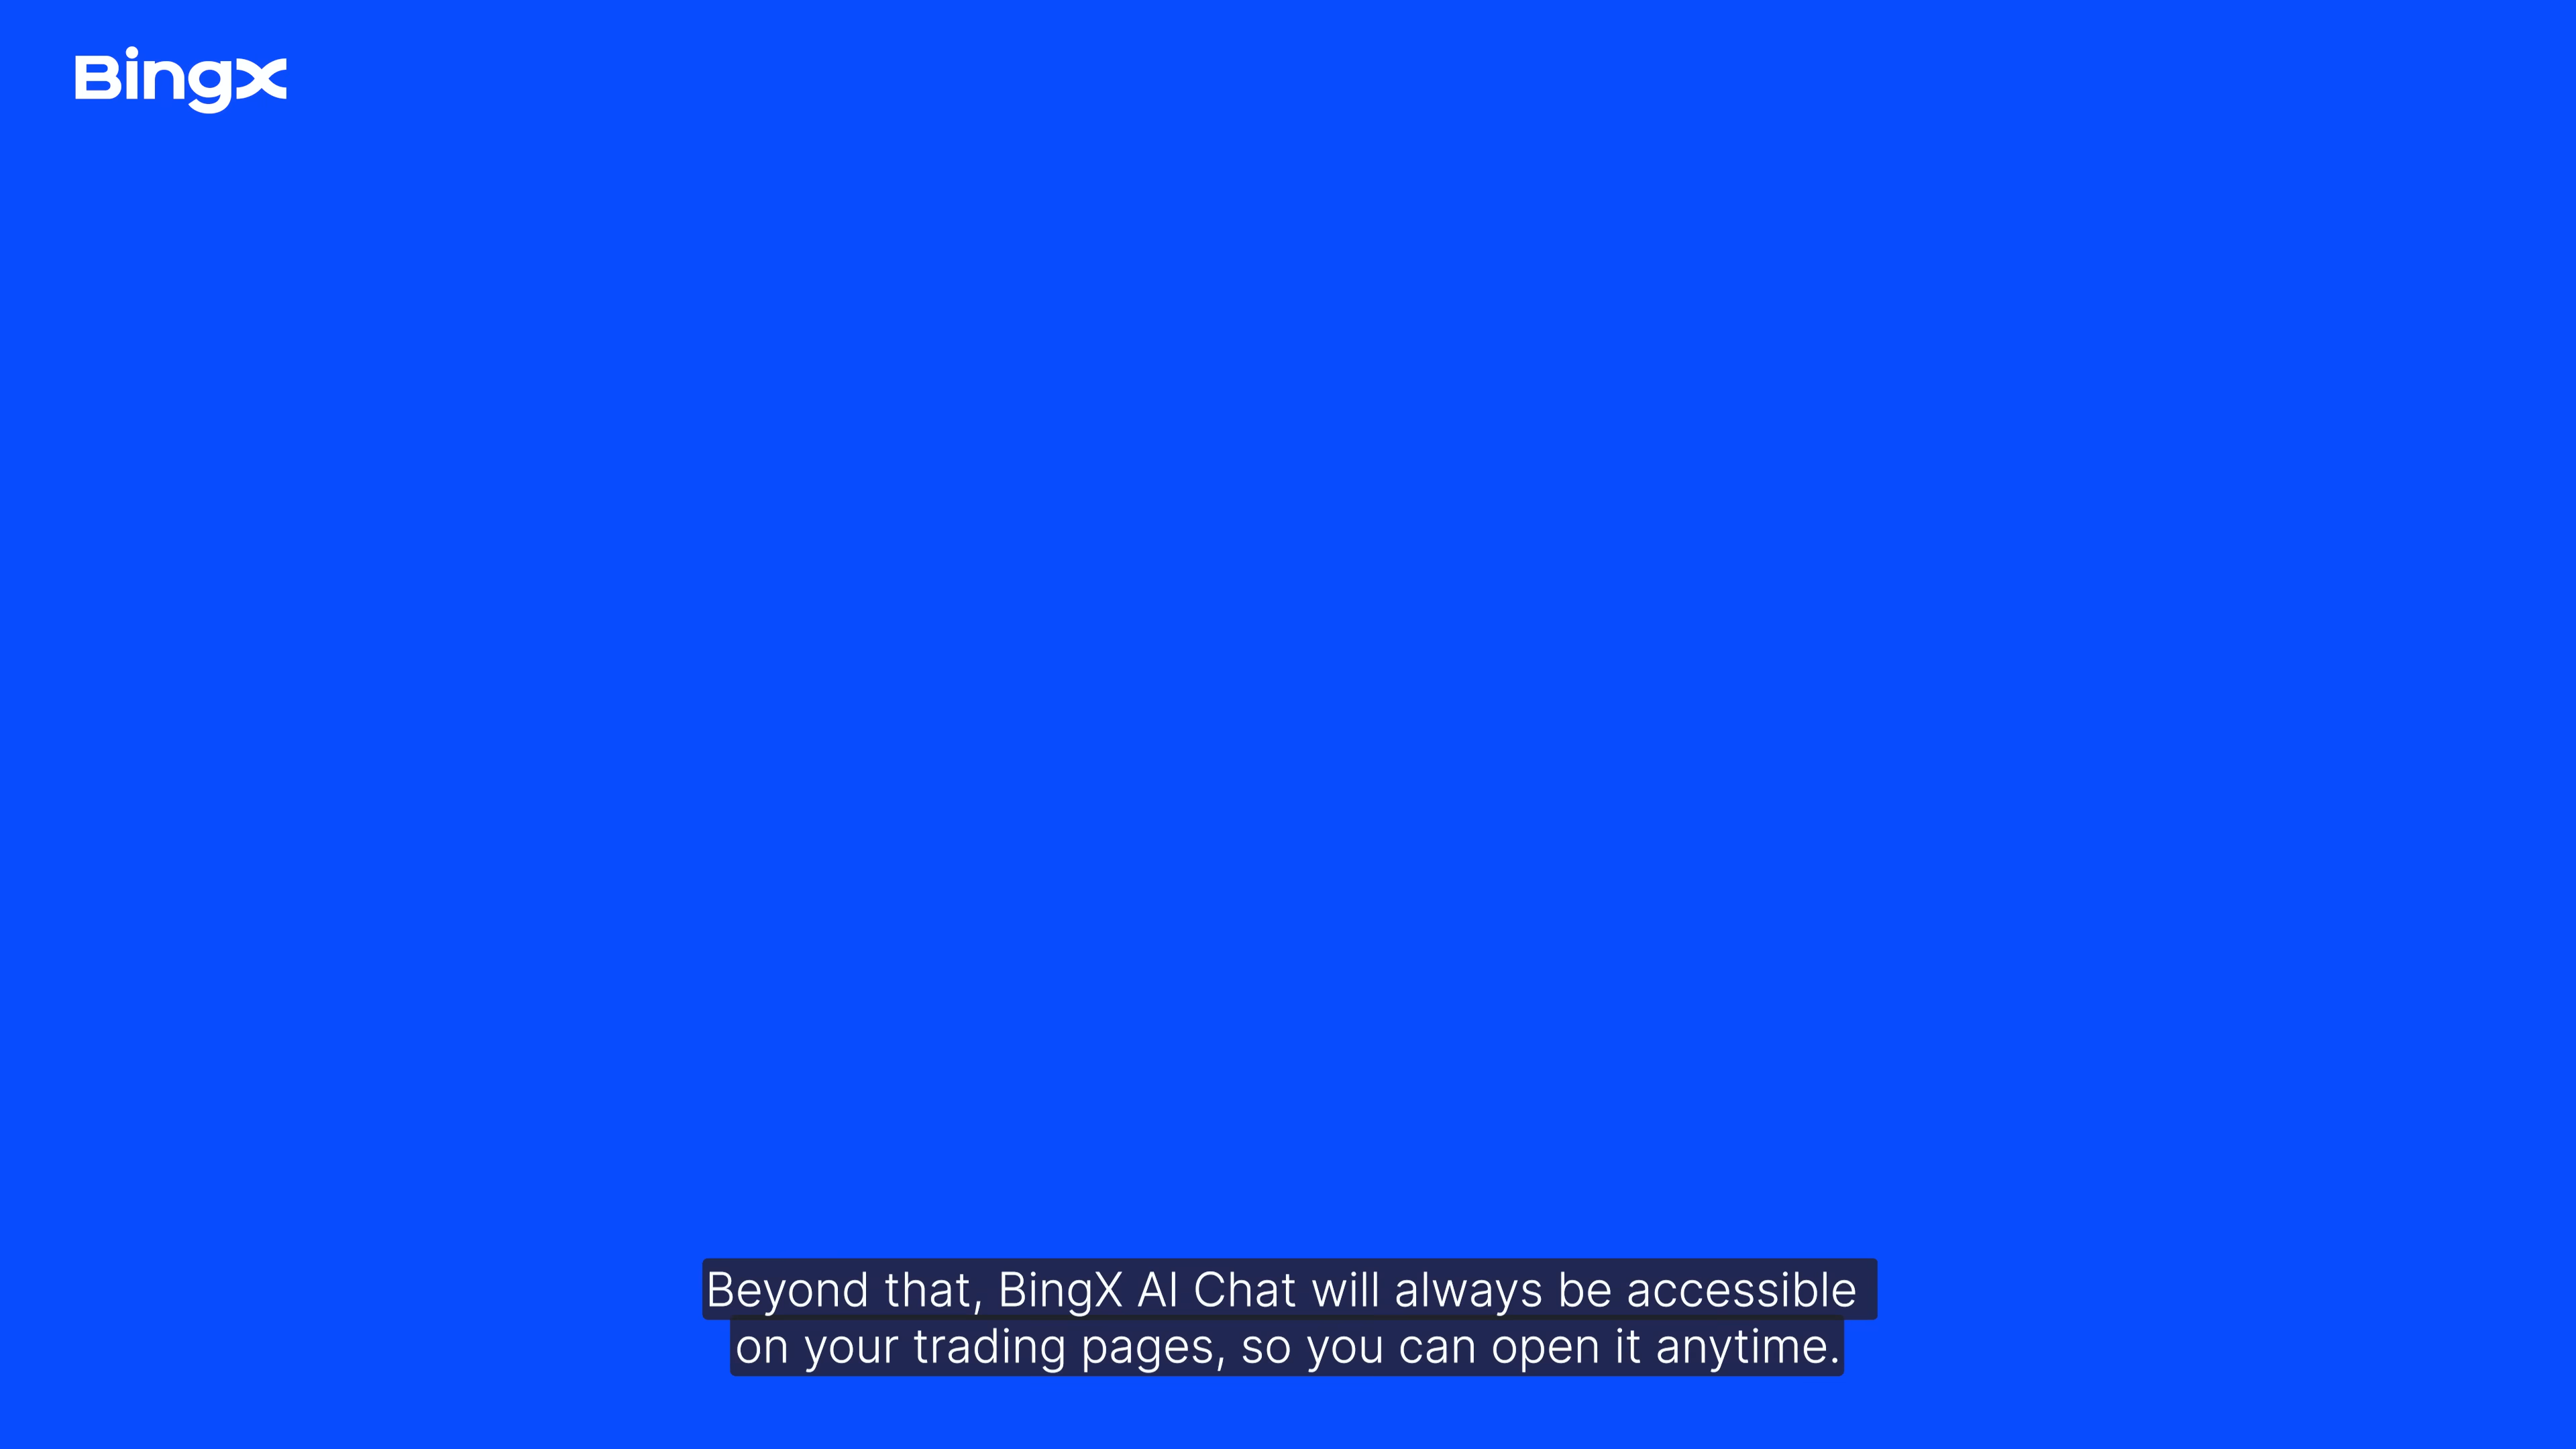 BingX
Beyond that, BingX AI Chat will always be accessible
on your trading pages, so you can open it anytime.